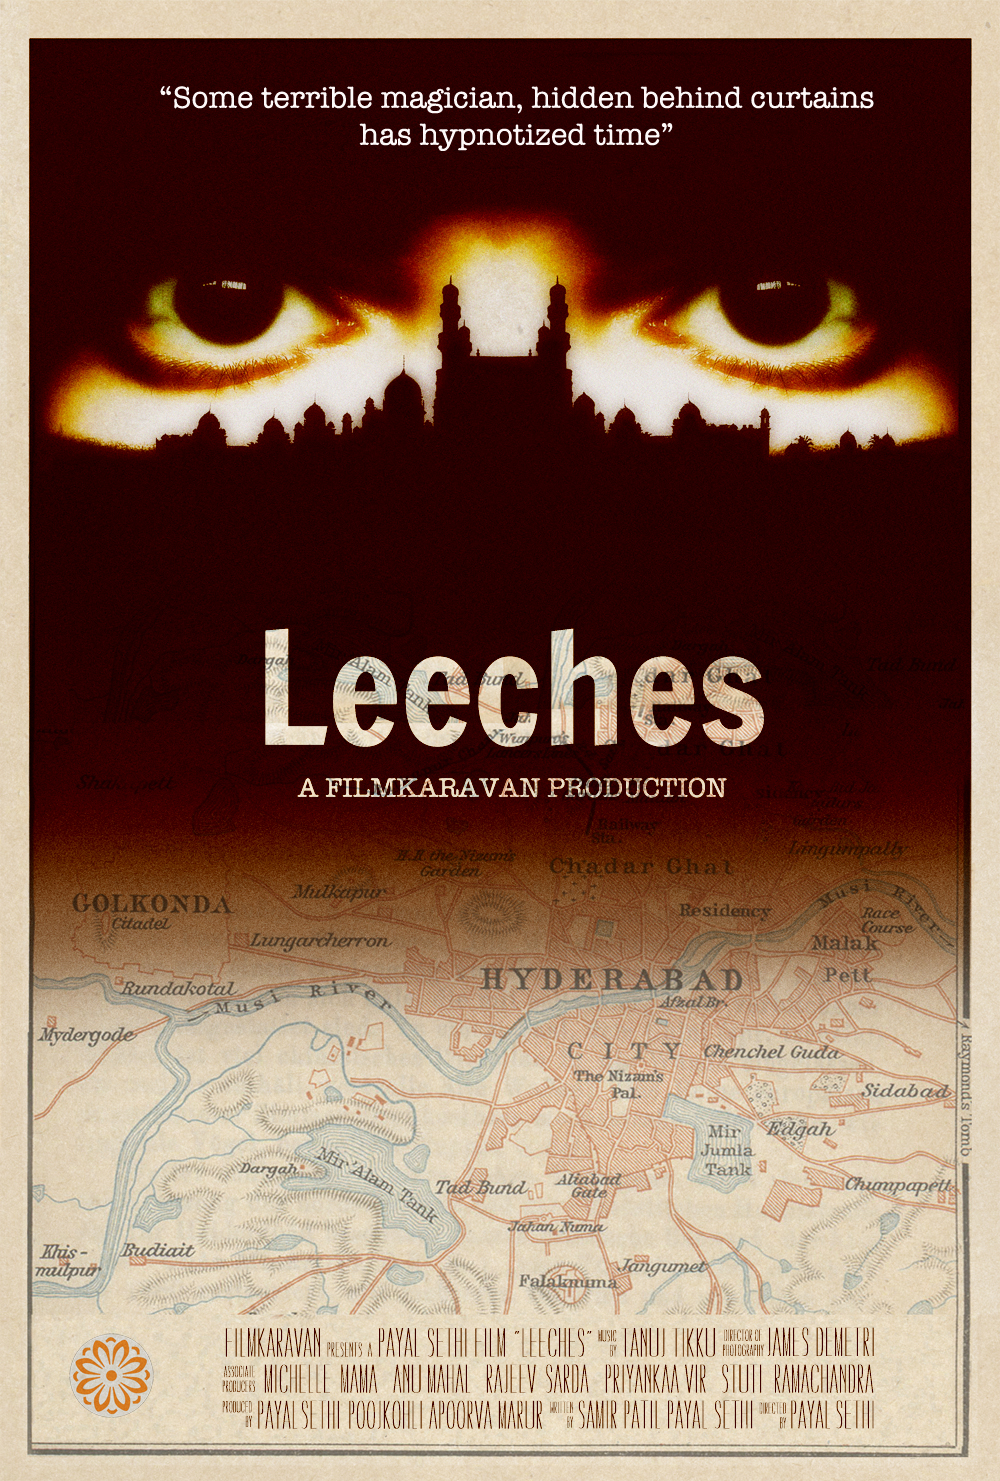 “Some terrible magician, hidden behind curtains
has hypnotized time”
Leeches
A FILMKARAVAN PRODUCTION
H.H. the Nizam's
Garden
Chadar Ghat
Langumpally
GOLKONDA
Citadel
Mulkapur
Residency
Musi River
Race
Course
Lungarcherron
Malak
Pett
HYDERABAD
Rundakotal
Musi River
Afzal Br.
Mydergode
CITY
Chenchel Guda
The Nizam's
Pal.
Sidabad
Raymond's Tomb
Mir
Jumla
Tank
Edgah
Dargah
Mir 'Alam Tank
Tad Bund
Aliabad
Gate
Chumpapett
Jahan Numa
Khis-
mulpur
Budiait
Jangumet
Falaknuma
FILMKARAVAN PRESENTS A PAYAL SETHI FILM "LEECHES" MUSIC BY TANUJ TIKKU DIRECTOR OF PHOTOGRAPHY JAMES DEMETRI
ASSOCIATE PRODUCERS MICHELLE MAMA ANU MAHAL RAJEEV SARDA PRIYANKAA VIR STUTI RAMACHANDRA
PRODUCED BY PAYAL SETHI POOJ KOHLI APOORVA MARUR WRITTEN BY SAMIR PATIL PAYAL SETHI DIRECTED BY PAYAL SETHI